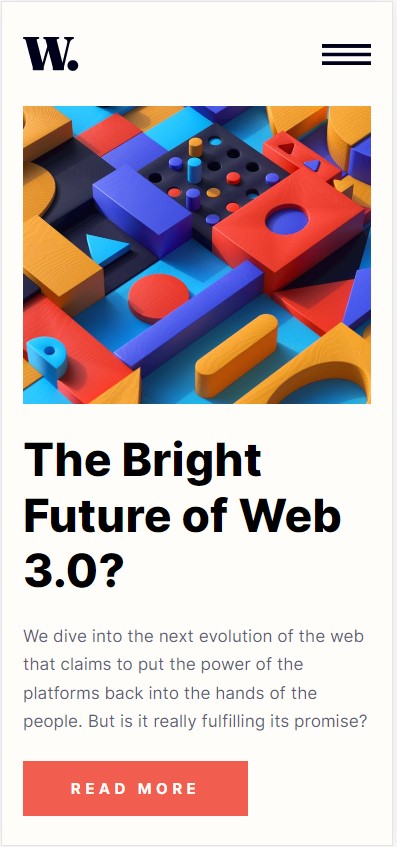 W.
The Bright
Future of Web
3.0?
We dive into the next evolution of the web
that claims to put the power of the
platforms back into the hands of the
people. But is it really fulfilling its promise?
READ MORE